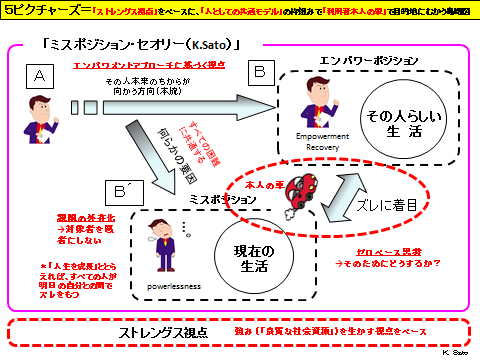 ５ピクチャーズ＝「ストレングス視点」をベースに、「人としての共通モデル」の枠組みで「利用者本人の車」で目的地にむかう
「ミスポジション・セオリー（K.Sato）」
A
エンパワメントアプローチに基づく視点
その人本来のちからが
向かう方向（本流）
B
エンパワーポジション
その人らしい
生 活
Empowerment
Recovery
すべての困難
に共通する
何らかの要因
B´
ミスポジション
本人の車
ズレに着目
問題の外在化
→対象者を悪
者にしない
＊「人生を成長」ととら
えれば、すべての人が
明日の自分との間で
ズレをもつ
powerlessness
現在の
生活
ゼロベース思考
→そのためにどうするか？
ストレングス視点
強み（「良質な社会資源」）を生かす視点をベース
K. Sato